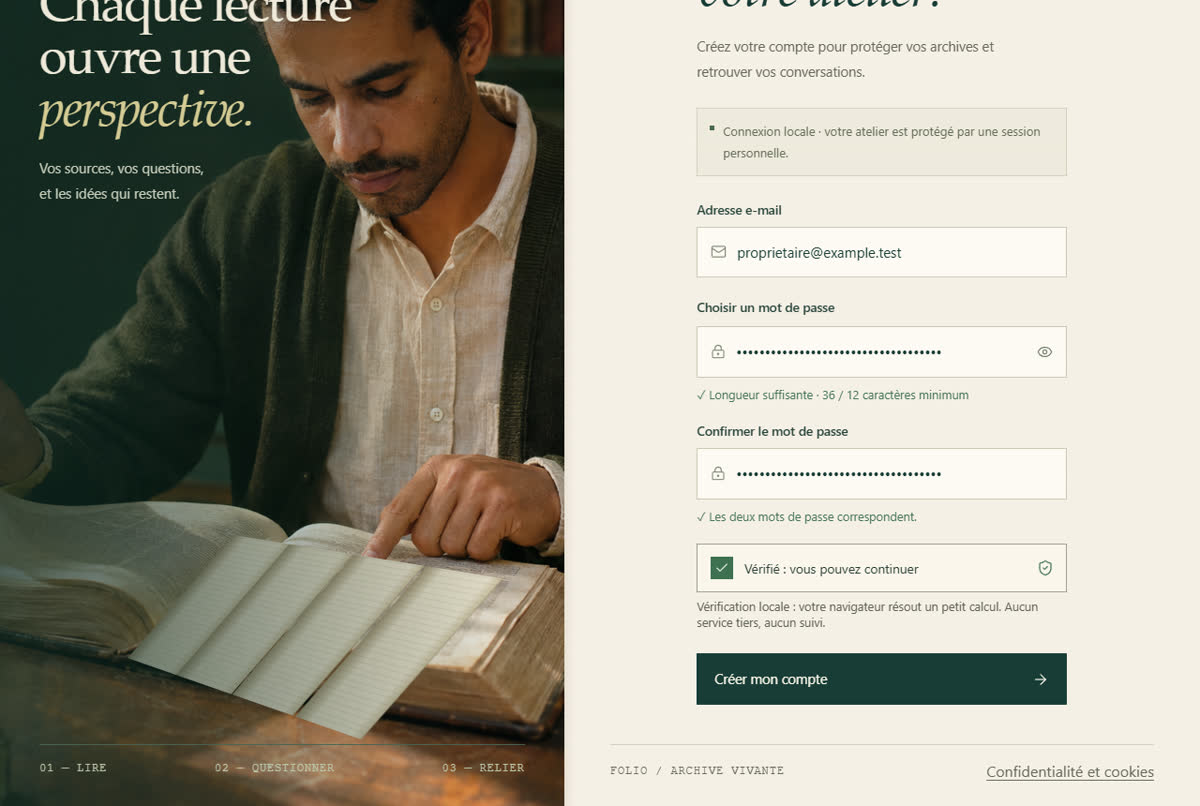 Chaque lecture
ouvre une
perspective.
Vos sources, vos questions,
et les idées qui restent.
01 — LIRE
02 — QUESTIONNER
03 — RELIER
votre atelier.
Créez votre compte pour protéger vos archives et
retrouver vos conversations.
Connexion locale · votre atelier est protégé par une session
personnelle.
Adresse e-mail
proprietaire@example.test
Choisir un mot de passe
••••••••••••••••••••••••••••••••••••
✓ Longueur suffisante · 36 / 12 caractères minimum
Confirmer le mot de passe
••••••••••••••••••••••••••••••••••••
✓ Les deux mots de passe correspondent.
Vérifié : vous pouvez continuer
Vérification locale : votre navigateur résout un petit calcul. Aucun
service tiers, aucun suivi.
Créer mon compte →
FOLIO / ARCHIVE VIVANTE
Confidentialité et cookies